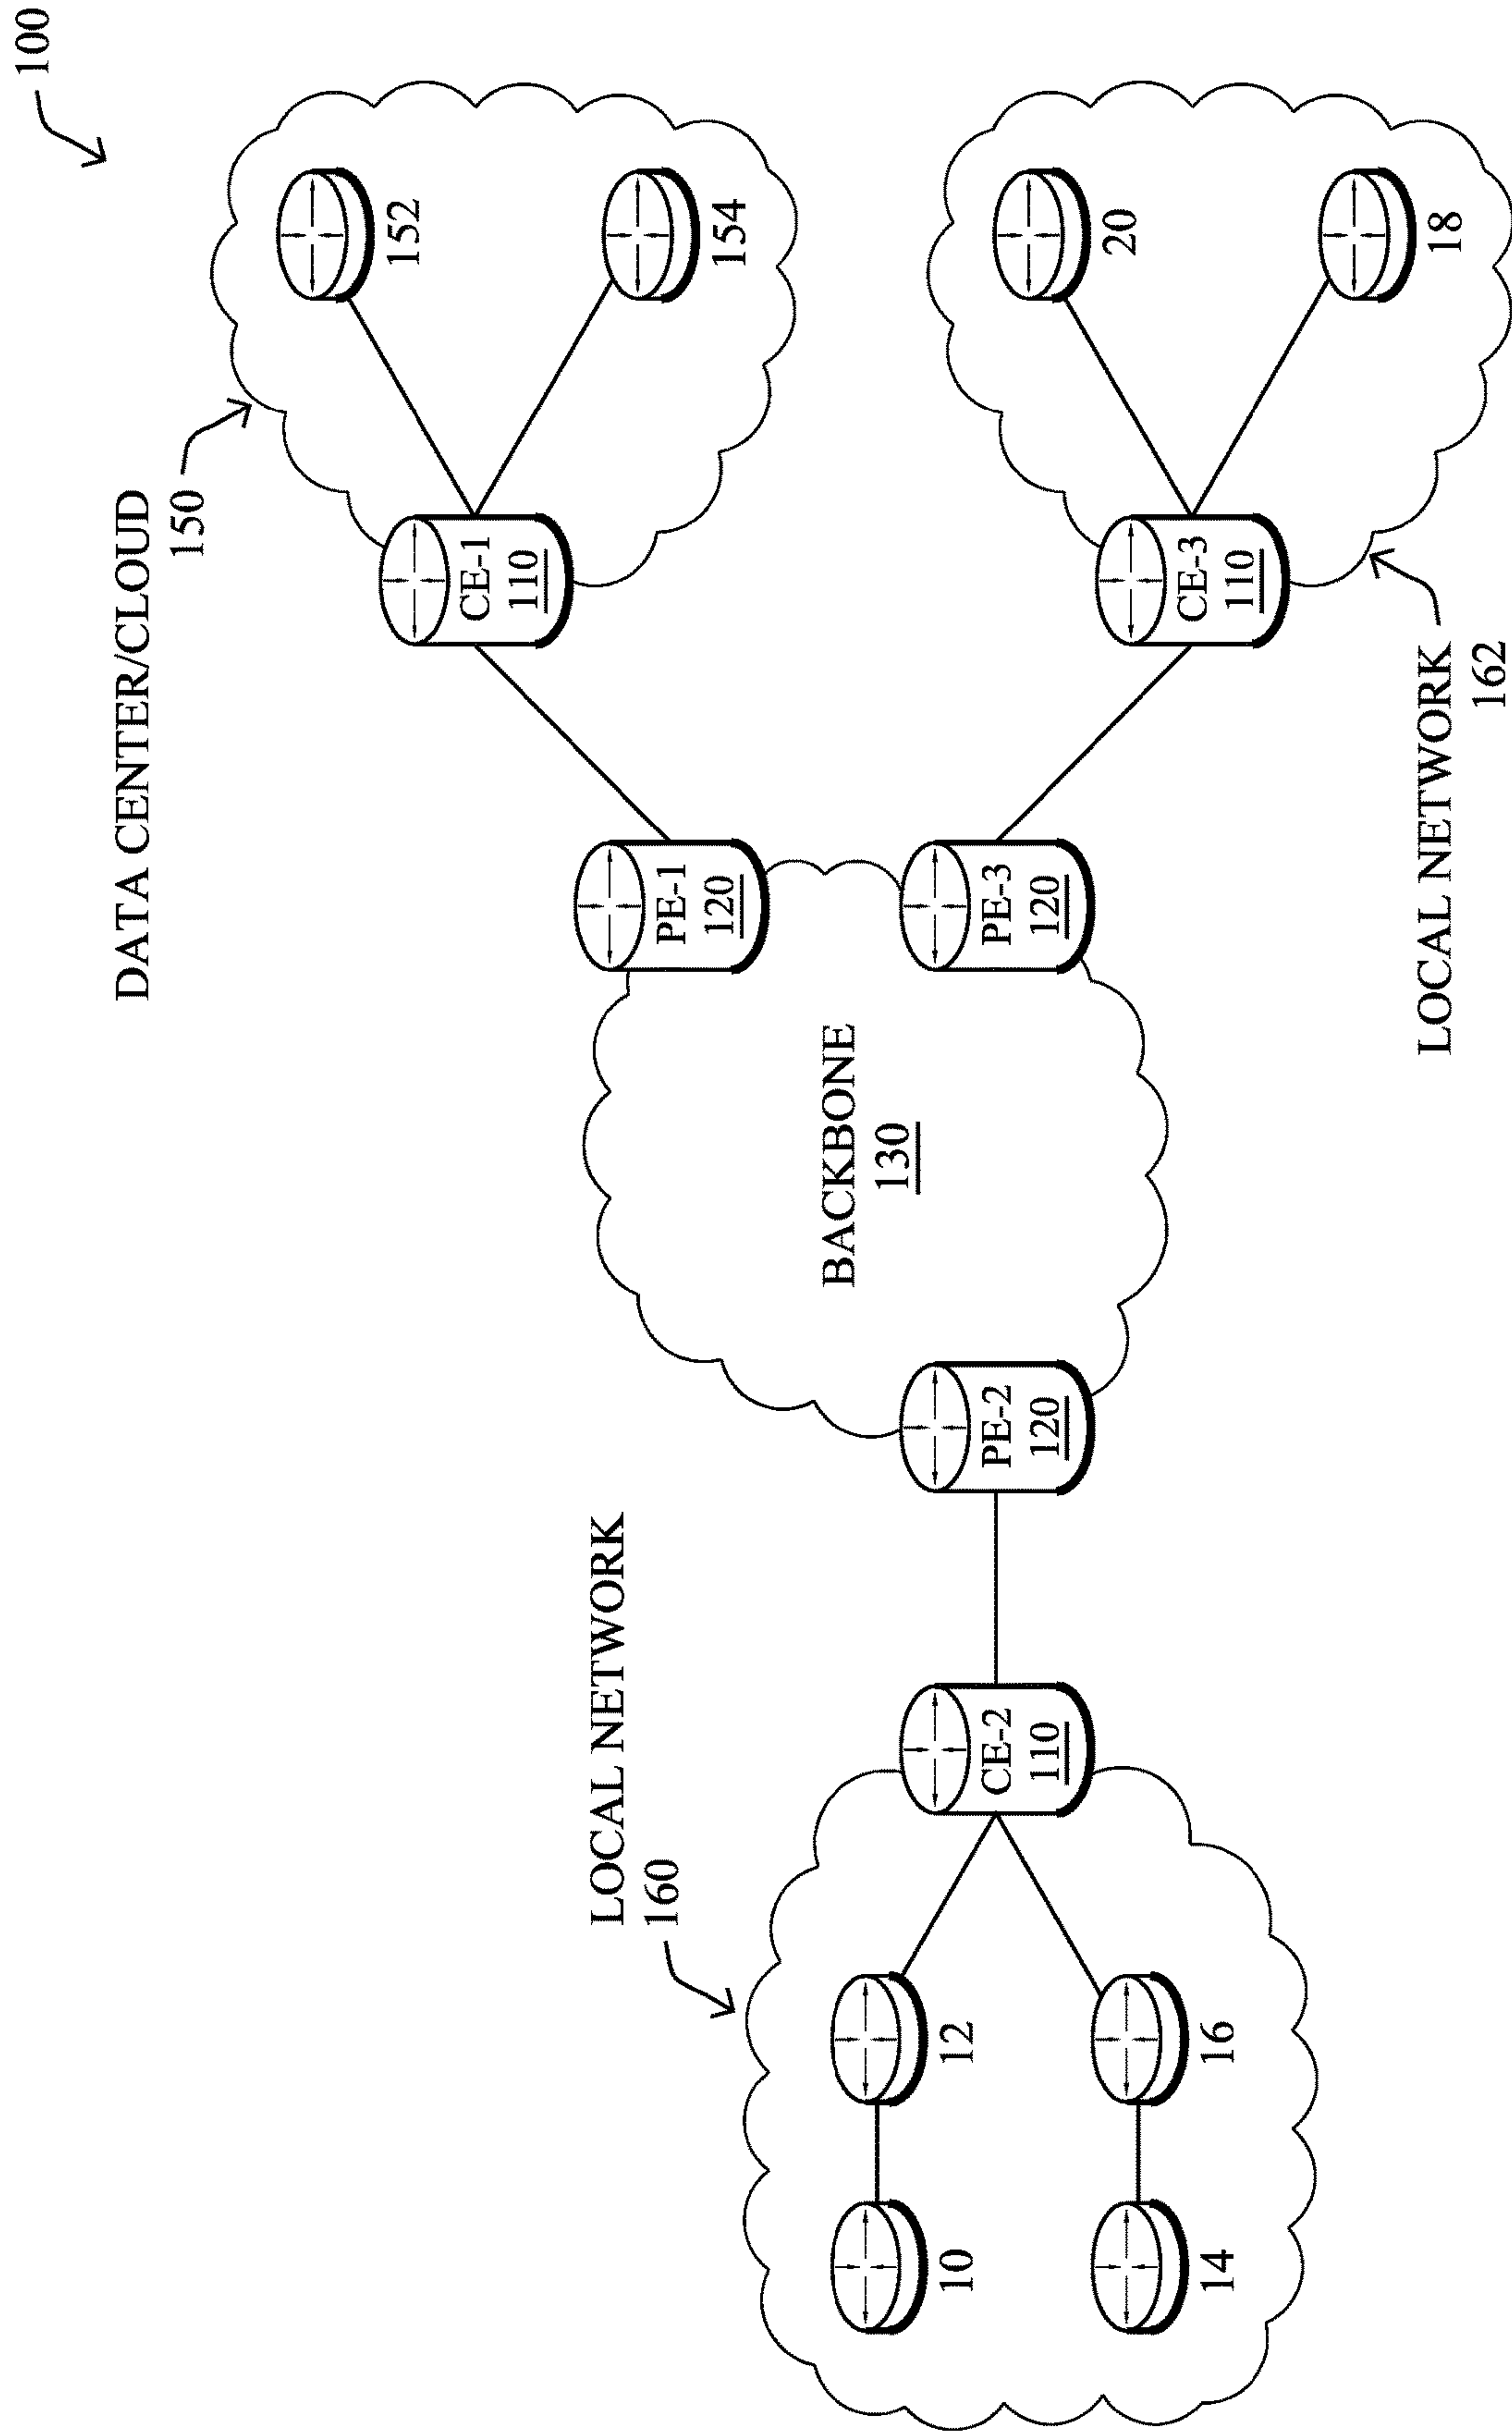 100
DATA CENTER/CLOUD
150
152
CE-1
110
154
PE-1
120
LOCAL NETWORK
160
BACKBONE
130
10
12
CE-2
110
PE-2
120
PE-3
120
20
CE-3
110
14
16
18
LOCAL NETWORK
162